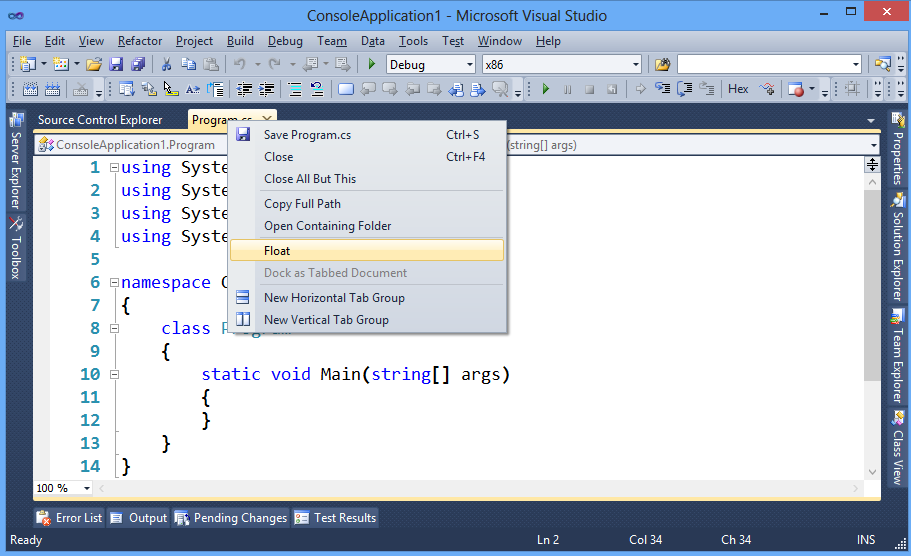 ConsoleApplication1 - Microsoft Visual Studio
File Edit View Refactor Project Build Debug Team Data Tools Test Window Help
Debug x86
Hex
Source Control Explorer Program.cs
ConsoleApplication1.Program (string[] args)
Save Program.cs Ctrl+S
Close Ctrl+F4
Close All But This
Copy Full Path
Open Containing Folder
Float
Dock as Tabbed Document
New Horizontal Tab Group
New Vertical Tab Group
1 using Syste
2 using Syste
3 using Syste
4 using Syste
5
6 namespace C
7 {
8 class
9 {
10 static void Main(string[] args)
11 {
12 }
13 }
14 }
100 %
Server Explorer
Toolbox
Properties
Solution Explorer
Team Explorer
Class View
Error List Output Pending Changes Test Results
Ready Ln 2 Col 34 Ch 34 INS